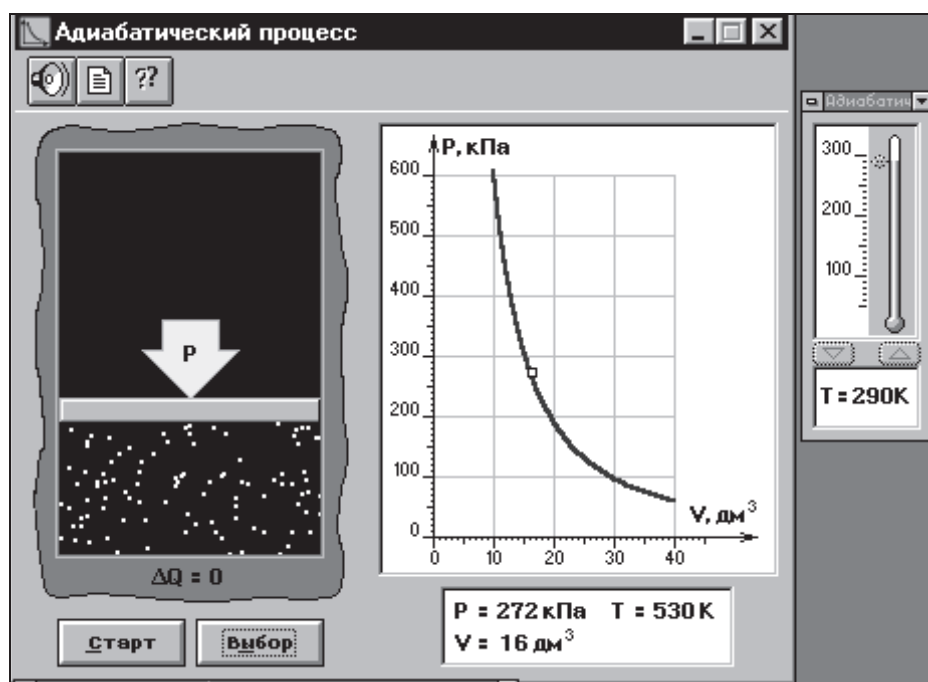 Адиабатический процесс
??
P
ΔQ = 0
Старт
Выбор
P, кПа
600
500
400
300
200
100
0
0 10 20 30 40
V, дм³
P = 272 кПа T = 530 K
V = 16 дм³
Адиабатич
300
200
100
T = 290K